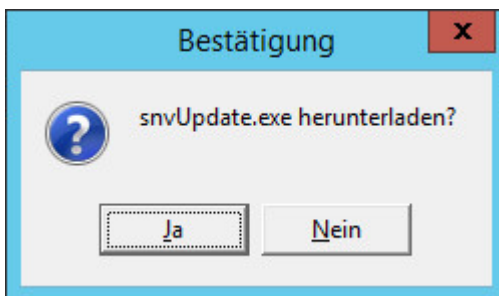 Bestätigung
x
snvUpdate.exe herunterladen?
Ja
Nein